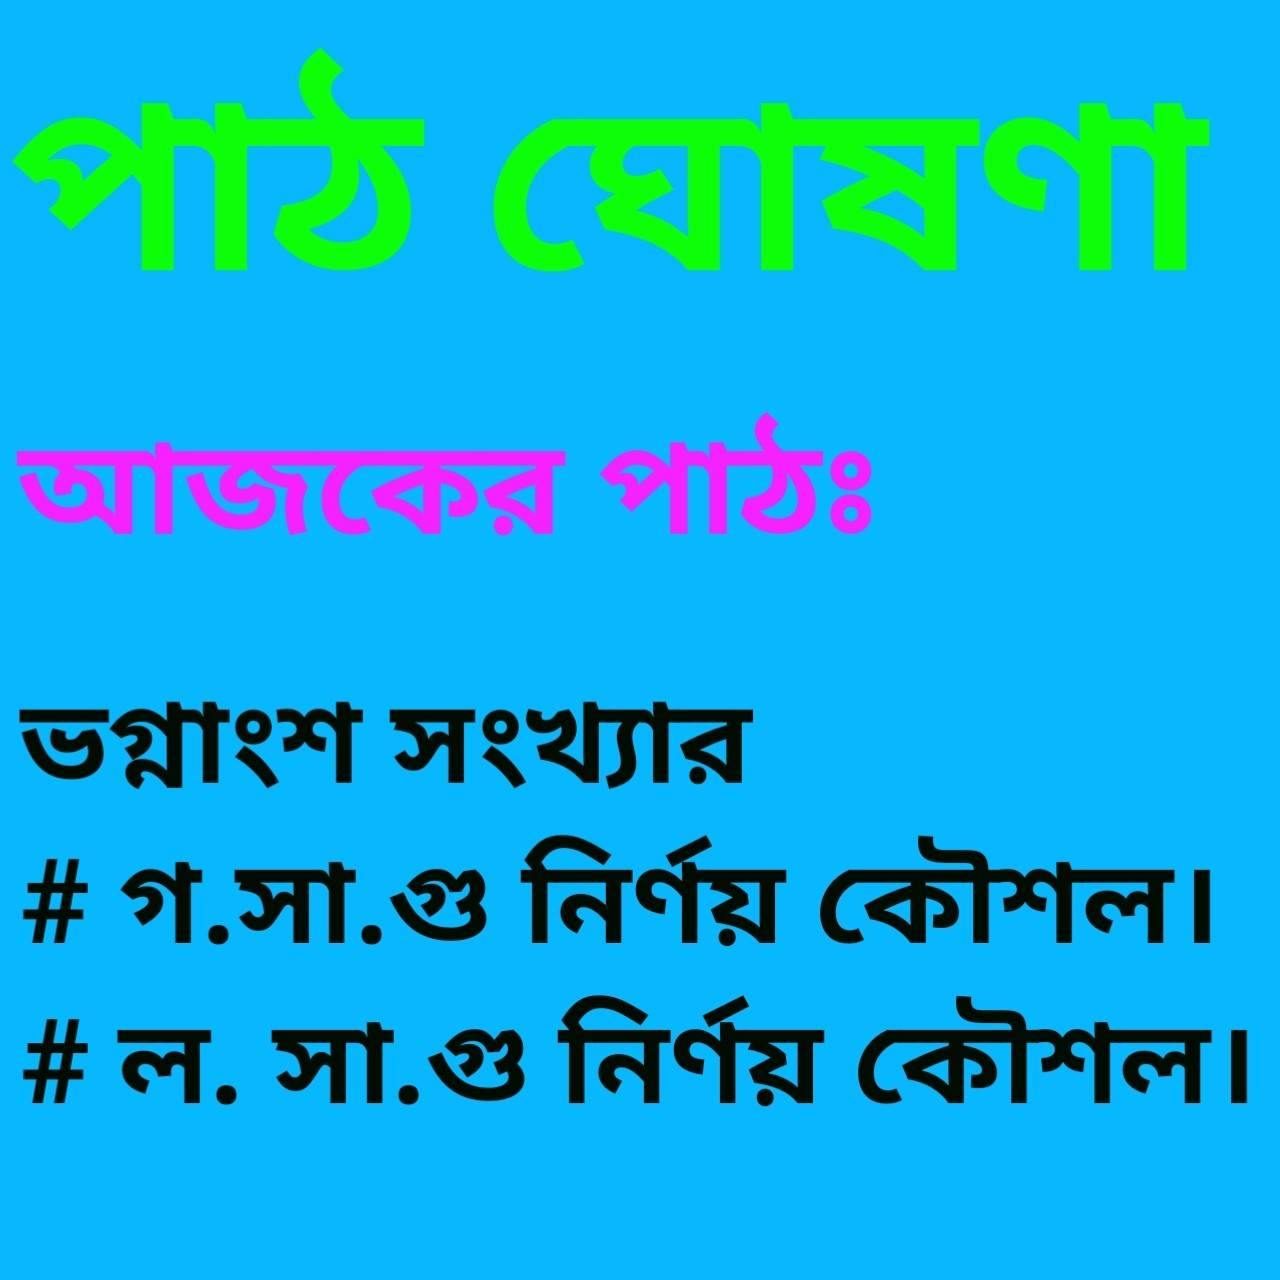 পাঠ ঘোষণা
আজকের পাঠঃ
ভগ্নাংশ সংখ্যার
# গ.সা.গু নির্ণয় কৌশল।
# ল. সা.গু নির্ণয় কৌশল।